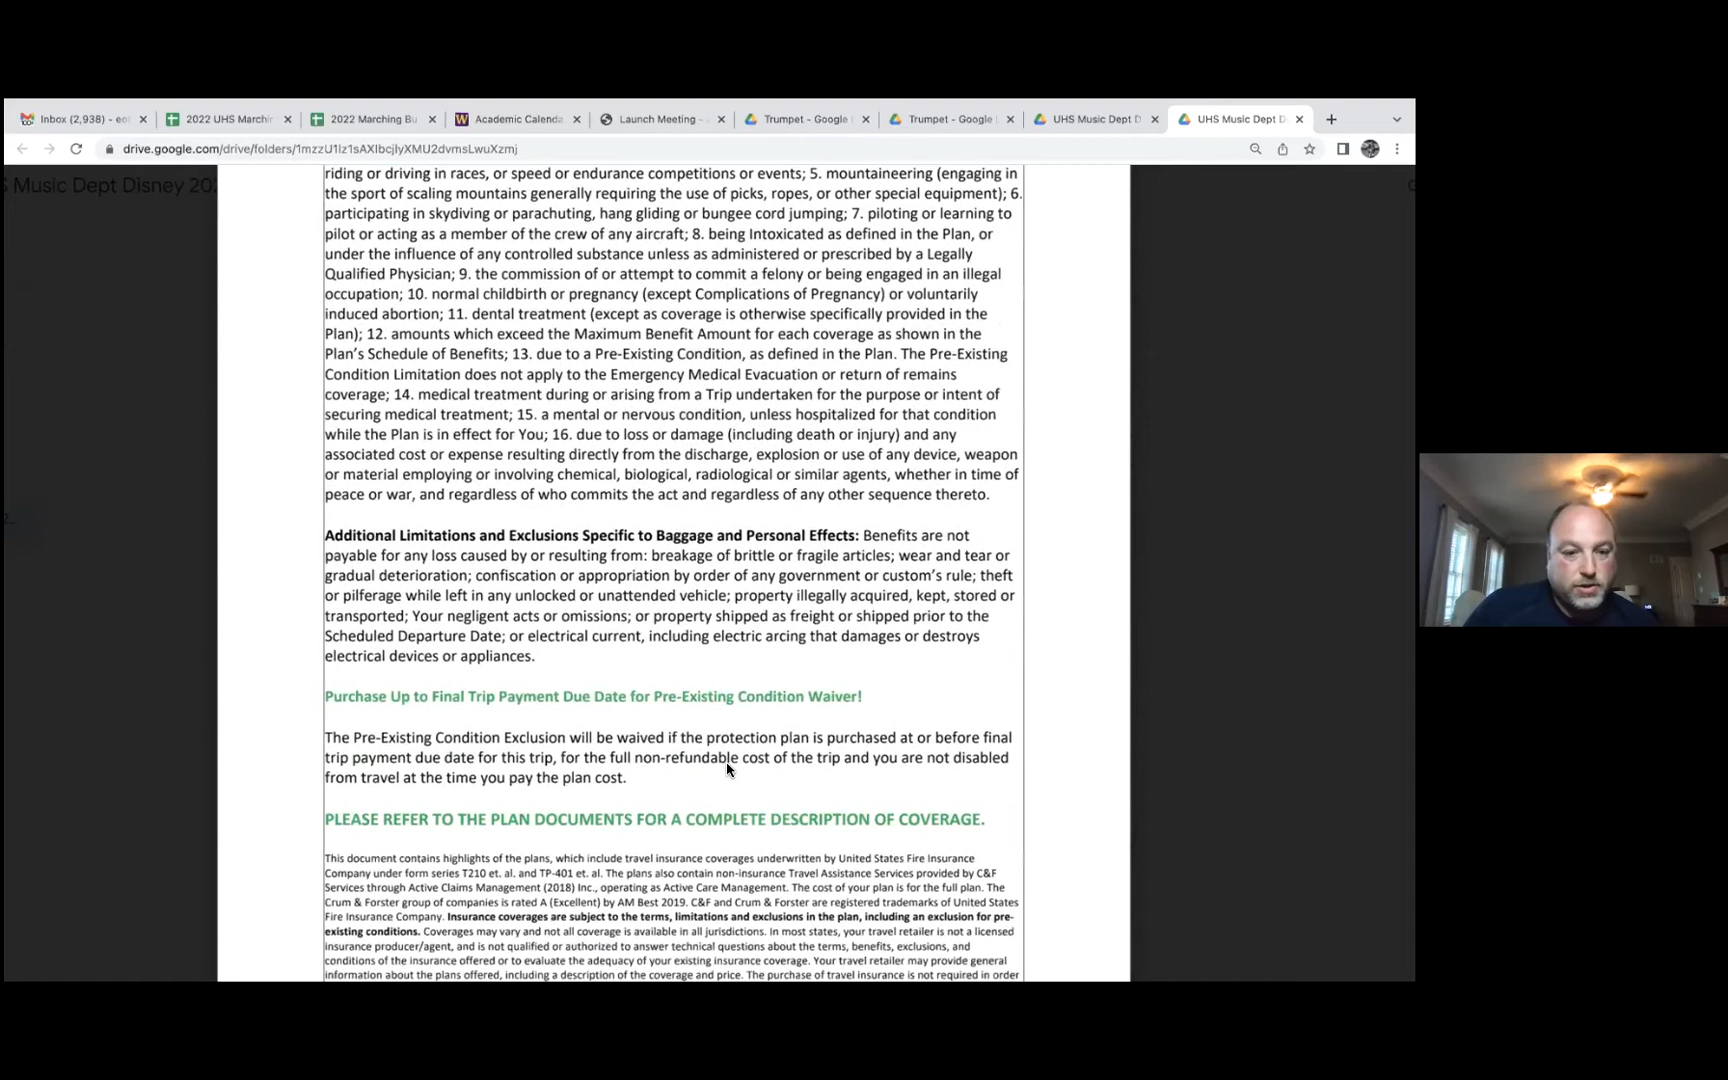 Inbox (2,938) - eo
2022 UHS Marchi
2022 Marching Bu
Academic Calenda
Launch Meeting -
Trumpet - Google
Trumpet - Google
UHS Music Dept D
UHS Music Dept D
drive.google.com/drive/folders/1mzzU1Iz1sAXIbcjIyXMU2dvmsLwuXzmj
Music Dept Disney 20
riding or driving in races, or speed or endurance competitions or events; 5. mountaineering (engaging in
the sport of scaling mountains generally requiring the use of picks, ropes, or other special equipment); 6.
participating in skydiving or parachuting, hang gliding or bungee cord jumping; 7. piloting or learning to
pilot or acting as a member of the crew of any aircraft; 8. being Intoxicated as defined in the Plan, or
under the influence of any controlled substance unless as administered or prescribed by a Legally
Qualified Physician; 9. the commission of or attempt to commit a felony or being engaged in an illegal
occupation; 10. normal childbirth or pregnancy (except Complications of Pregnancy) or voluntarily
induced abortion; 11. dental treatment (except as coverage is otherwise specifically provided in the
Plan); 12. amounts which exceed the Maximum Benefit Amount for each coverage as shown in the
Plan's Schedule of Benefits; 13. due to a Pre-Existing Condition, as defined in the Plan. The Pre-Existing
Condition Limitation does not apply to the Emergency Medical Evacuation or return of remains
coverage; 14. medical treatment during or arising from a Trip undertaken for the purpose or intent of
securing medical treatment; 15. a mental or nervous condition, unless hospitalized for that condition
while the Plan is in effect for You; 16. due to loss or damage (including death or injury) and any
associated cost or expense resulting directly from the discharge, explosion or use of any device, weapon
or material employing or involving chemical, biological, radiological or similar agents, whether in time of
peace or war, and regardless of who commits the act and regardless of any other sequence thereto.
Additional Limitations and Exclusions Specific to Baggage and Personal Effects: Benefits are not
payable for any loss caused by or resulting from: breakage of brittle or fragile articles; wear and tear or
gradual deterioration; confiscation or appropriation by order of any government or custom's rule; theft
or pilferage while left in any unlocked or unattended vehicle; property illegally acquired, kept, stored or
transported; Your negligent acts or omissions; or property shipped as freight or shipped prior to the
Scheduled Departure Date; or electrical current, including electric arcing that damages or destroys
electrical devices or appliances.
Purchase Up to Final Trip Payment Due Date for Pre-Existing Condition Waiver!
The Pre-Existing Condition Exclusion will be waived if the protection plan is purchased at or before final
trip payment due date for this trip, for the full non-refundable cost of the trip and you are not disabled
from travel at the time you pay the plan cost.
PLEASE REFER TO THE PLAN DOCUMENTS FOR A COMPLETE DESCRIPTION OF COVERAGE.
This document contains highlights of the plans, which include travel insurance coverages underwritten by United States Fire Insurance
Company under form series T210 et. al. and TP-401 et. al. The plans also contain non-insurance Travel Assistance Services provided by C&F
Services through Active Claims Management (2018) Inc., operating as Active Care Management. The cost of your plan is for the full plan. The
Crum & Forster group of companies is rated A (Excellent) by AM Best 2019. C&F and Crum & Forster are registered trademarks of United States
Fire Insurance Company. Insurance coverages are subject to the terms, limitations and exclusions in the plan, including an exclusion for pre-
existing conditions. Coverages may vary and not all coverage is available in all jurisdictions. In most states, your travel retailer is not a licensed
insurance producer/agent, and is not qualified or authorized to answer technical questions about the terms, benefits, exclusions, and
conditions of the insurance offered or to evaluate the adequacy of your existing insurance coverage. Your travel retailer may provide general
information about the plans offered, including a description of the coverage and price. The purchase of travel insurance is not required in order